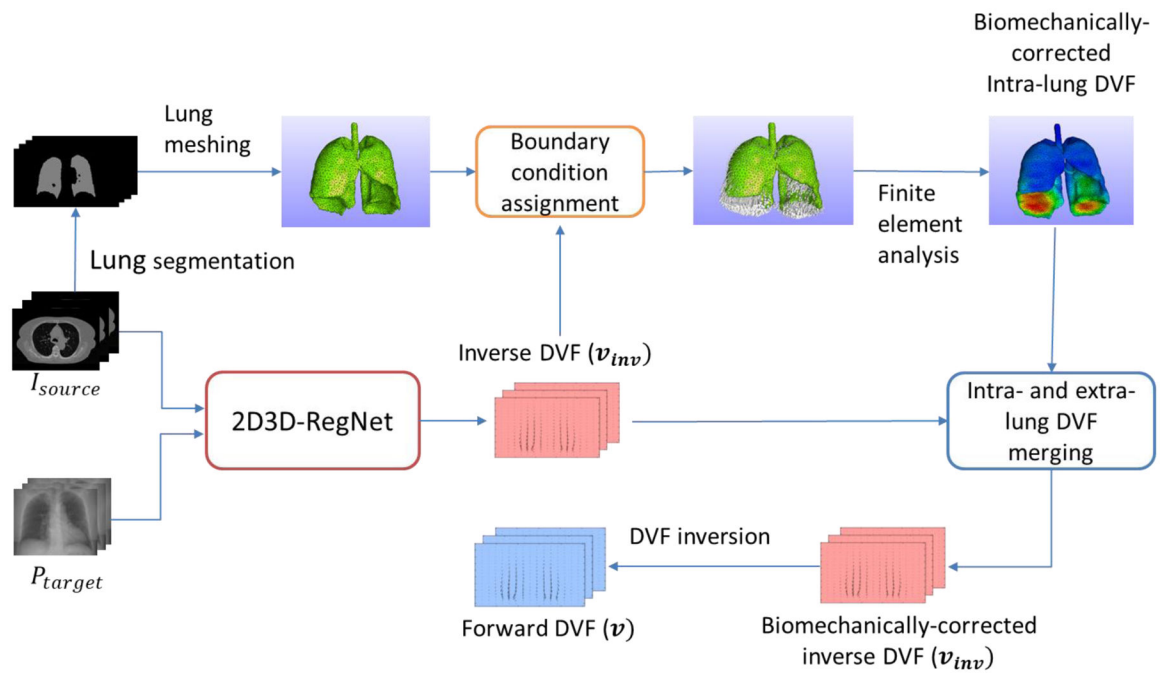 Biomechanically-
corrected
Intra-lung DVF
Lung
meshing
Boundary
condition
assignment
Finite
element
analysis
Lung segmentation
I_source
Inverse DVF (v_inv)
2D3D-RegNet
Intra- and extra-
lung DVF
merging
P_target
DVF inversion
Forward DVF (v)
Biomechanically-corrected
inverse DVF (v_inv)